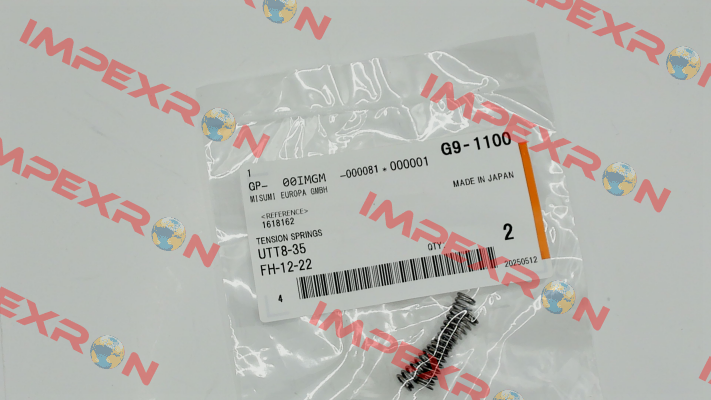 1
GP- 00IMGM -000081*000001 G9-1100
MISUMI EUROPA GMBH
MADE IN JAPAN
<REFERENCE>
1618162
TENSION SPRINGS
UTT8-35
QTY. 2
FH-12-22
4
20250512
IMPEXRON
IMPEXRON
IMPEXRON
IMPEXRON
IMPEXRON
IMPEXRON
IMPEXRON
IMPEXRON